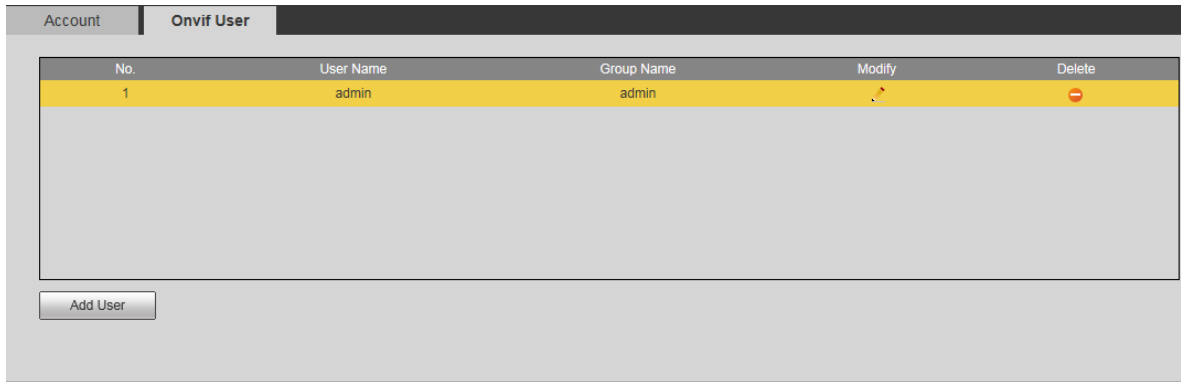 Account Onvif User
No. User Name Group Name Modify Delete
1 admin admin
Add User